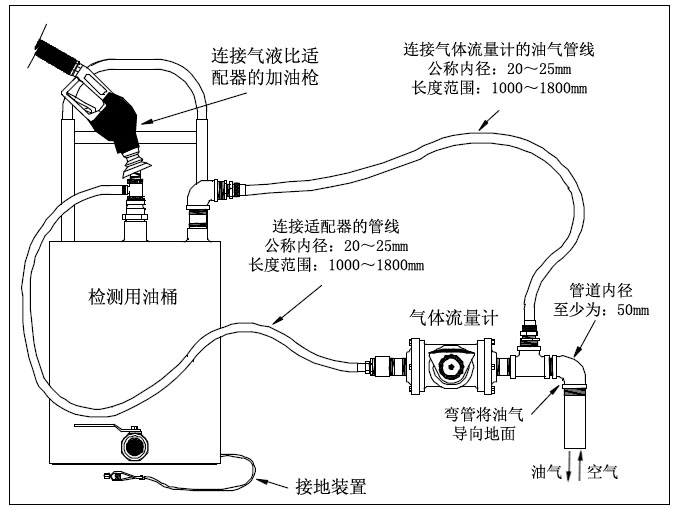 连接气液比适
配器的加油枪
连接气体流量计的油气管线
公称内径：20～25mm
长度范围：1000～1800mm
连接适配器的管线
公称内径：20～25mm
长度范围：1000～1800mm
检测用油桶
气体流量计
管道内径
至少为：50mm
弯管将油气
导向地面
油气
空气
接地装置